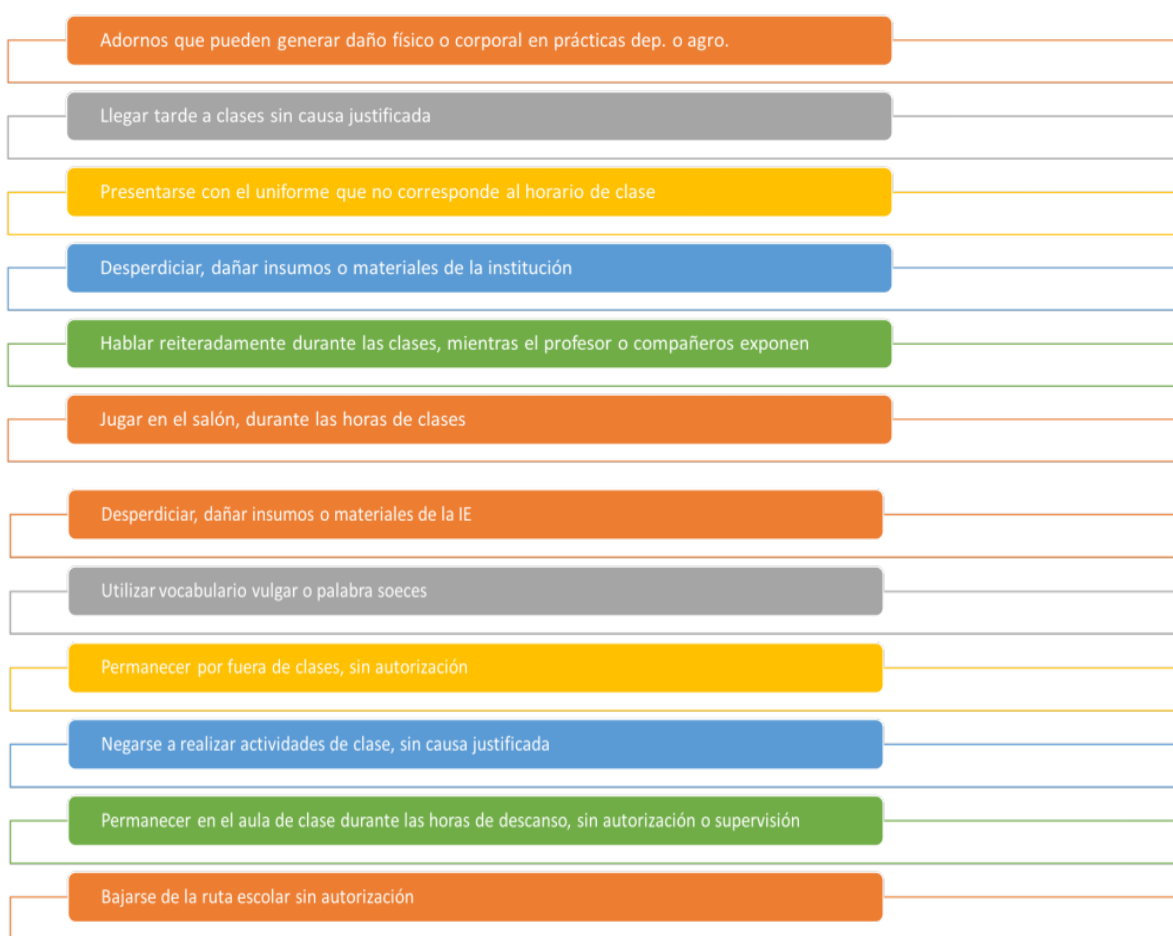 Adornos que pueden generar daño físico o corporal en prácticas dep. o agro.
Llegar tarde a clases sin causa justificada
Presentarse con el uniforme que no corresponde al horario de clase
Desperdiciar, dañar insumos o materiales de la institución
Hablar reiteradamente durante las clases, mientras el profesor o compañeros exponen
Jugar en el salón, durante las horas de clases
Desperdiciar, dañar insumos o materiales de la IE
Utilizar vocabulario vulgar o palabra soeces
Permanecer por fuera de clases, sin autorización
Negarse a realizar actividades de clase, sin causa justificada
Permanecer en el aula de clase durante las horas de descanso, sin autorización o supervisión
Bajarse de la ruta escolar sin autorización